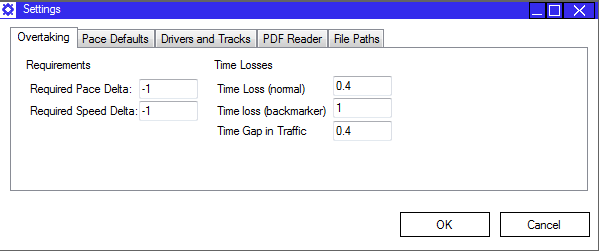 Settings
Overtaking Pace Defaults Drivers and Tracks PDF Reader File Paths
Requirements Time Losses
Required Pace Delta: -1 Time Loss (normal) 0.4
Required Speed Delta: -1 Time loss (backmarker) 1
Time Gap in Traffic 0.4
OK Cancel